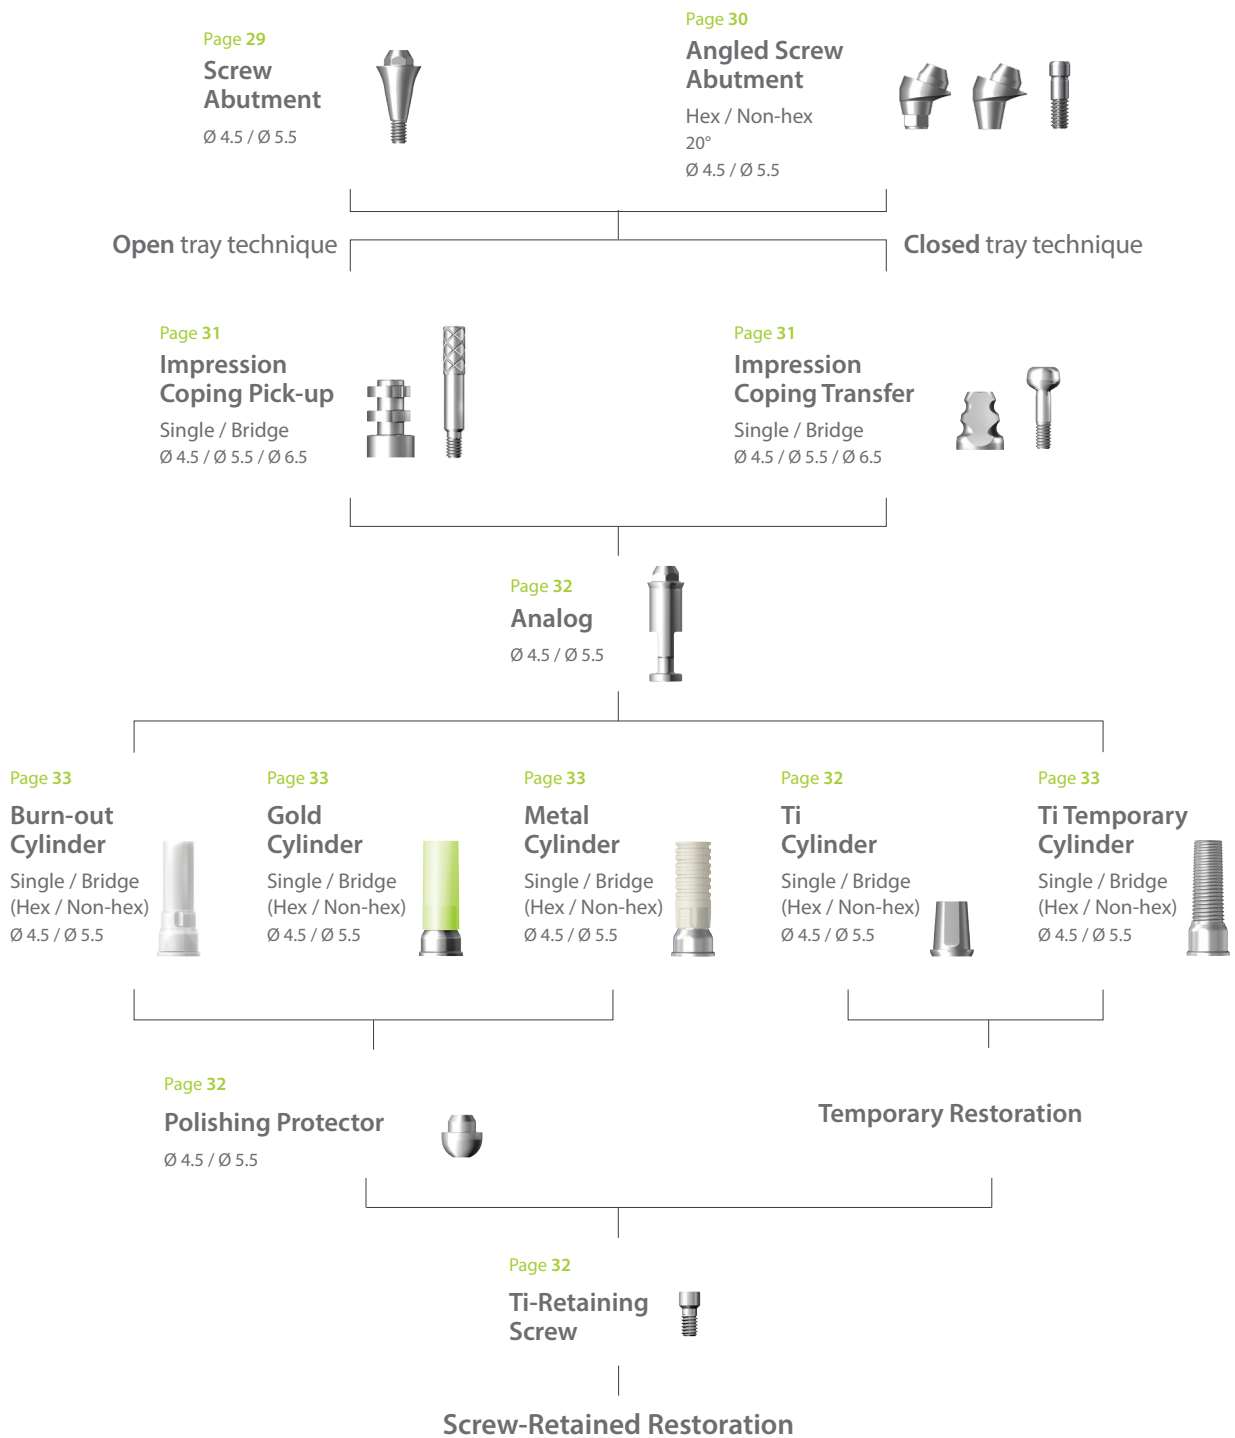 Page 29
Screw
Abutment
Ø 4.5 / Ø 5.5
Page 30
Angled Screw
Abutment
Hex / Non-hex
20°
Ø 4.5 / Ø 5.5
Open tray technique
Closed tray technique
Page 31
Impression
Coping Pick-up
Single / Bridge
Ø 4.5 / Ø 5.5 / Ø 6.5
Page 31
Impression
Coping Transfer
Single / Bridge
Ø 4.5 / Ø 5.5 / Ø 6.5
Page 32
Analog
Ø 4.5 / Ø 5.5
Page 33
Burn-out
Cylinder
Single / Bridge
(Hex / Non-hex)
Ø 4.5 / Ø 5.5
Page 33
Gold
Cylinder
Single / Bridge
(Hex / Non-hex)
Ø 4.5 / Ø 5.5
Page 33
Metal
Cylinder
Single / Bridge
(Hex / Non-hex)
Ø 4.5 / Ø 5.5
Page 32
Ti
Cylinder
Single / Bridge
(Hex / Non-hex)
Ø 4.5 / Ø 5.5
Page 33
Ti Temporary
Cylinder
Single / Bridge
(Hex / Non-hex)
Ø 4.5 / Ø 5.5
Page 32
Polishing Protector
Ø 4.5 / Ø 5.5
Temporary Restoration
Page 32
Ti-Retaining
Screw
Screw-Retained Restoration